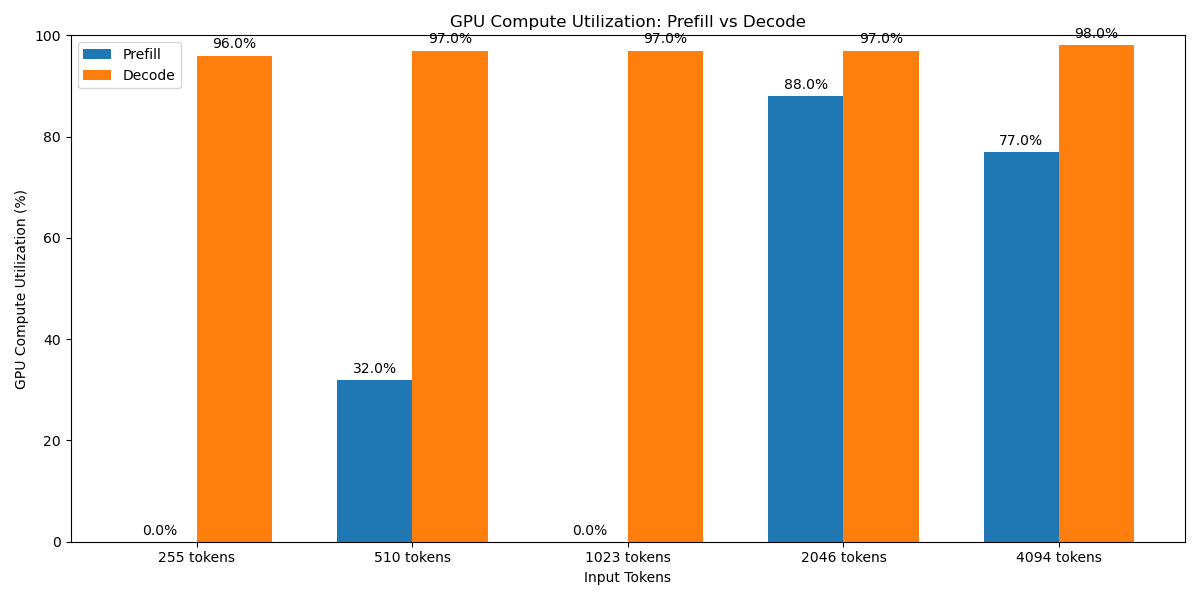 GPU Compute Utilization: Prefill vs Decode
GPU Compute Utilization (%)
100
80
60
40
20
0
Prefill
Decode
0.0%
96.0%
32.0%
97.0%
0.0%
97.0%
88.0%
97.0%
77.0%
98.0%
255 tokens
510 tokens
1023 tokens
2046 tokens
4094 tokens
Input Tokens